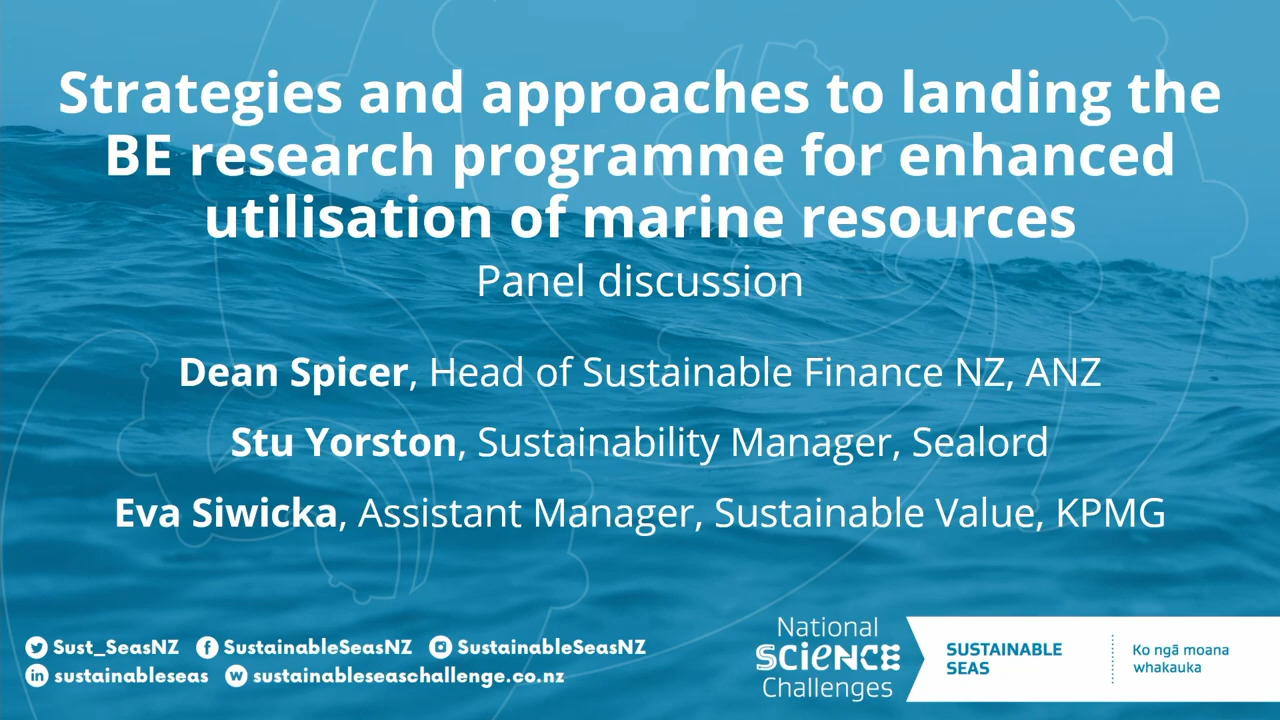 Strategies and approaches to landing the
BE research programme for enhanced
utilisation of marine resources
Panel discussion
Dean Spicer, Head of Sustainable Finance NZ, ANZ
Stu Yorston, Sustainability Manager, Sealord
Eva Siwicka, Assistant Manager, Sustainable Value, KPMG
Sust_SeasNZ SustainableSeasNZ SustainableSeasNZ
in sustainableseas W sustainableseaschallenge.co.nz
National
SCIENCE
Challenges
SUSTAINABLE
SEAS
Ko ngā moana
whakauka